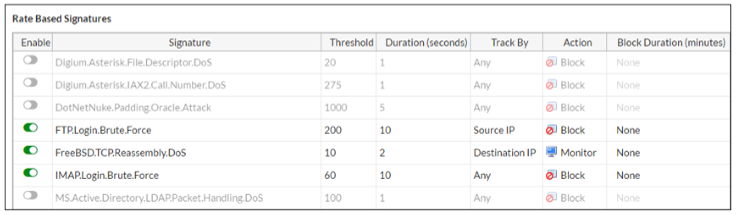 Rate Based Signatures
Enable Signature Threshold Duration (seconds) Track By Action Block Duration (minutes)
Digium.Asterisk.File.Descriptor.DoS 20 1 Any Block None
Digium.Asterisk.IAX2.Call.Number.DoS 275 1 Any Block None
DotNetNuke.Padding.Oracle.Attack 1000 5 Any Block None
FTP.Login.Brute.Force 200 10 Source IP Block None
FreeBSD.TCP.Reassembly.DoS 10 2 Destination IP Monitor None
IMAP.Login.Brute.Force 60 10 Any Block None
MS.Active.Directory.LDAP.Packet.Handling.DoS 100 1 Any Block None